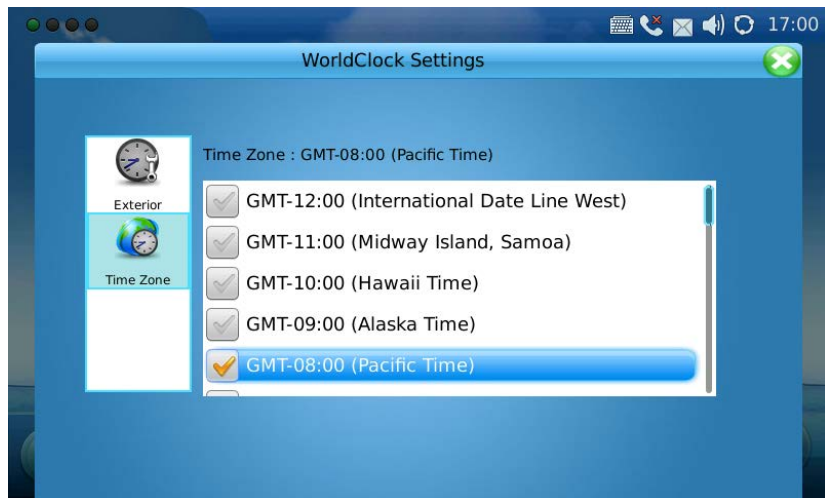 17:00
WorldClock Settings
Time Zone : GMT-08:00 (Pacific Time)
Exterior
Time Zone
GMT-12:00 (International Date Line West)
GMT-11:00 (Midway Island, Samoa)
GMT-10:00 (Hawaii Time)
GMT-09:00 (Alaska Time)
GMT-08:00 (Pacific Time)